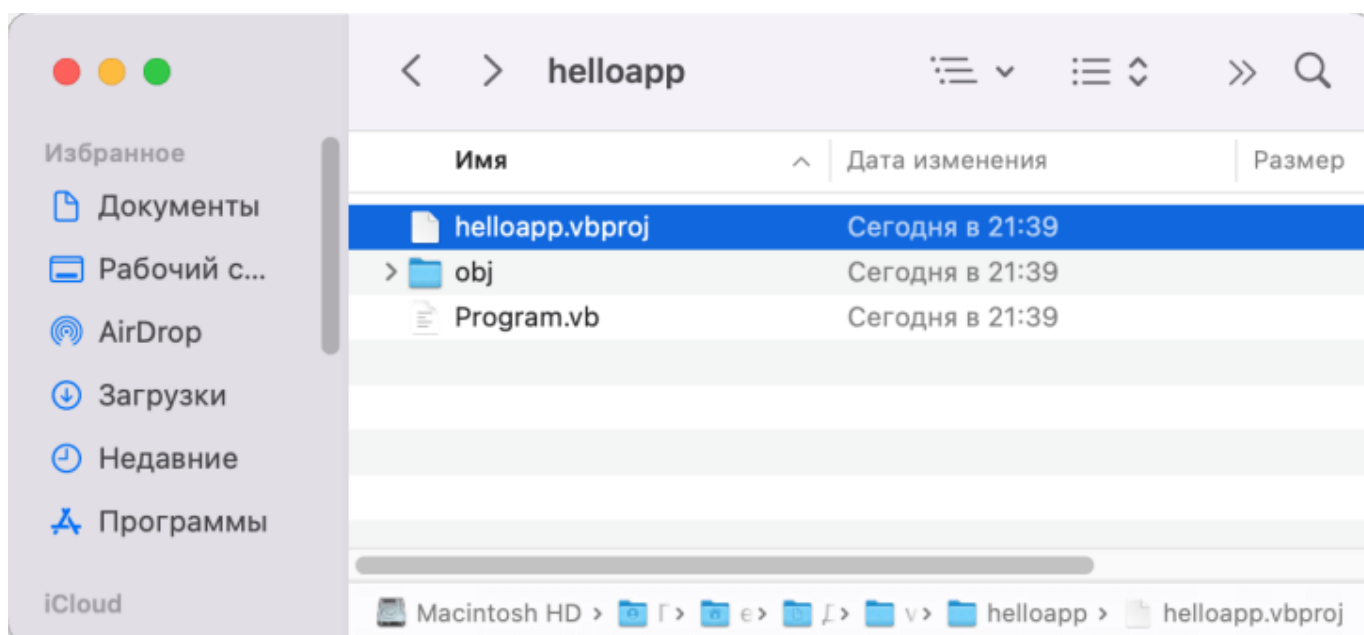 helloapp
Избранное
Имя Дата изменения Размер
Документы
helloapp.vbproj Сегодня в 21:39
Рабочий с...
obj Сегодня в 21:39
AirDrop
Program.vb Сегодня в 21:39
Загрузки
Недавние
Программы
iCloud
Macintosh HD › › › › › helloapp › helloapp.vbproj